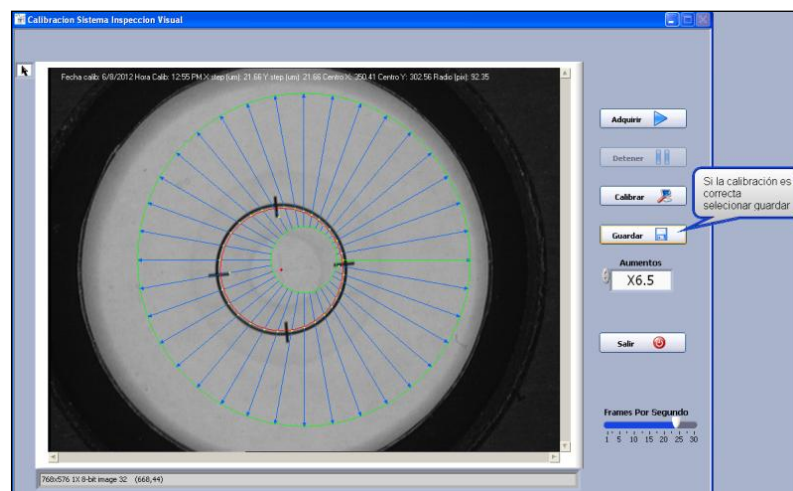 Calibracion Sistema Inspeccion Visual
Fecha calib: 6/8/2012 Hora Calib: 12:55 PM X step (um): 21.66 Y step (um): 21.66 Centro X: 350.41 Centro Y: 302.56 Radio (pix): 92.35
Adquirir
Detener
Calibrar
Si la calibración es
correcta
selecionar guardar
Guardar
Aumentos
X6.5
Salir
Frames Por Segundo
1 5 10 15 20 25 30
768x576 1X 8-bit image 32 (668,44)